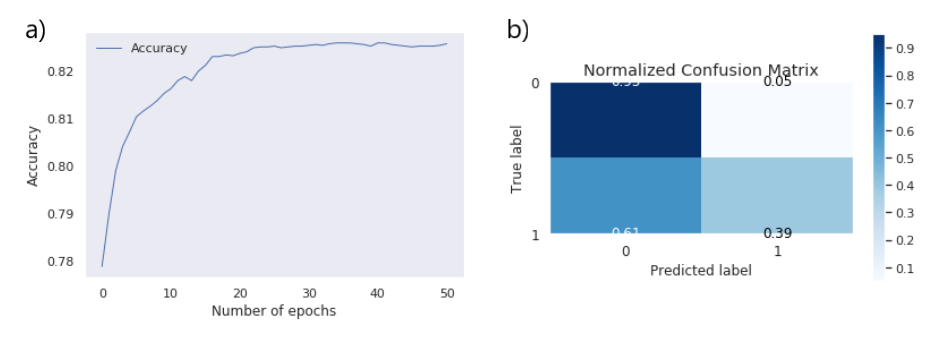 a)
Accuracy
0.82
0.81
0.80
0.79
0.78
Accuracy
0 10 20 30 40 50
Number of epochs
b)
Normalized Confusion Matrix
0.05
0.61
0.39
0
1
True label
0 1
Predicted label
0.9
0.8
0.7
0.6
0.5
0.4
0.3
0.2
0.1